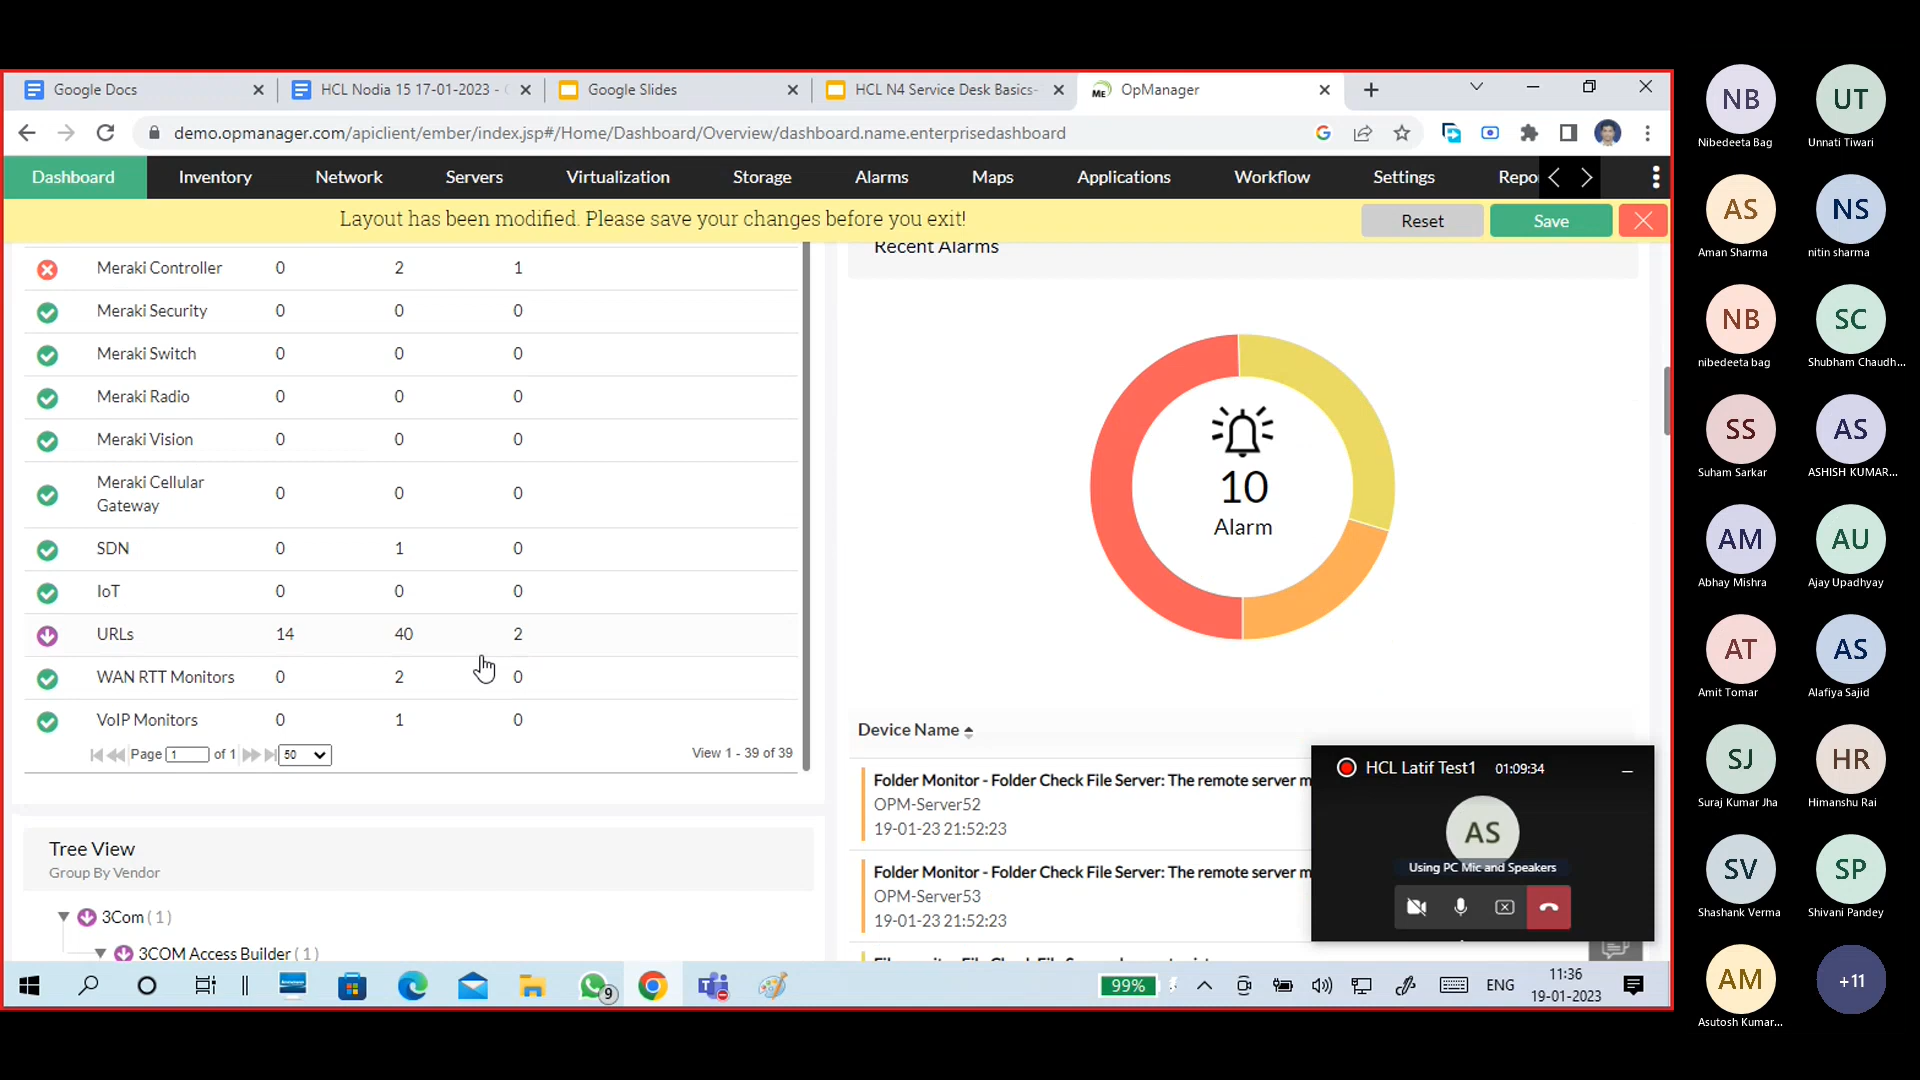 Google Docs
HCL Nodia 15 17-01-2023 -
Google Slides
HCL N4 Service Desk Basics-
ME OpManager
demo.opmanager.com/apiclient/ember/index.jsp#/Home/Dashboard/Overview/dashboard.name.enterprisedashboard
Dashboard Inventory Network Servers Virtualization Storage Alarms Maps Applications Workflow Settings Repo
Layout has been modified. Please save your changes before you exit!
Reset Save
Meraki Controller 0 2 1
Meraki Security 0 0 0
Meraki Switch 0 0 0
Meraki Radio 0 0 0
Meraki Vision 0 0 0
Meraki Cellular
Gateway 0 0 0
SDN 0 1 0
IoT 0 0 0
URLs 14 40 2
WAN RTT Monitors 0 2 0
VoIP Monitors 0 1 0
Page 1 of 1 50 View 1 - 39 of 39
Tree View
Group By Vendor
3Com ( 1 )
3COM Access Builder ( 1 )
Recent Alarms
10
Alarm
Device Name
Folder Monitor - Folder Check File Server: The remote server m
OPM-Server52
19-01-23 21:52:23
Folder Monitor - Folder Check File Server: The remote server m
OPM-Server53
19-01-23 21:52:23
HCL Latif Test1 01:09:34
AS
Using PC Mic and Speakers
9
99%
ENG
11:36
19-01-2023
NB
Nibedeeta Bag
UT
Unnati Tiwari
AS
Aman Sharma
NS
nitin sharma
NB
nibedeeta bag
SC
Shubham Chaudh...
SS
Suham Sarkar
AS
ASHISH KUMAR...
AM
Abhay Mishra
AU
Ajay Upadhyay
AT
Amit Tomar
AS
Alafiya Sajid
SJ
Suraj Kumar Jha
HR
Himanshu Rai
SV
Shashank Verma
SP
Shivani Pandey
AM
Asutosh Kumar...
+11